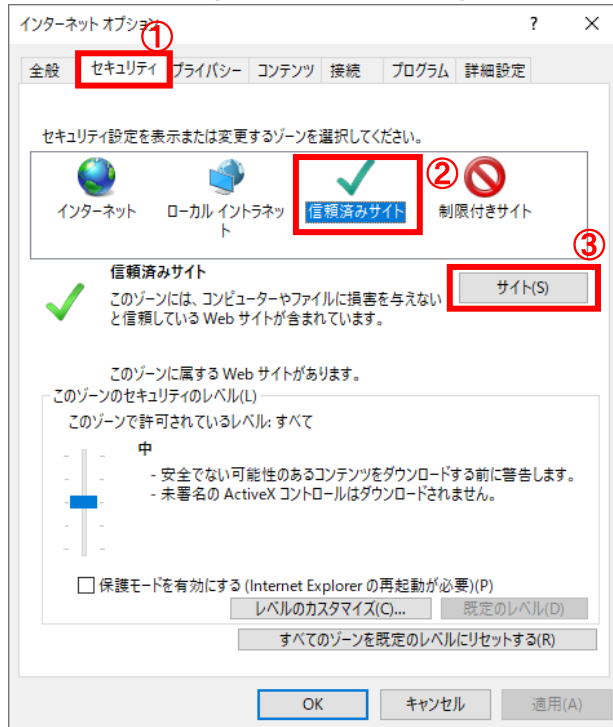 インターネット オプション ? ×
①
全般 セキュリティ プライバシー コンテンツ 接続 プログラム 詳細設定
セキュリティ設定を表示または変更するゾーンを選択してください。
②
インターネット ローカル イントラネッ 信頼済みサイト 制限付きサイト
ト
③
信頼済みサイト
サイト(S)
このゾーンには、コンピューターやファイルに損害を与えない
と信頼している Web サイトが含まれています。
このゾーンに属する Web サイトがあります。
このゾーンのセキュリティのレベル(L)
このゾーンで許可されているレベル: すべて
中
- 安全でない可能性のあるコンテンツをダウンロードする前に警告します。
- 未署名の ActiveX コントロールはダウンロードされません。
保護モードを有効にする (Internet Explorer の再起動が必要)(P)
レベルのカスタマイズ(C)... 既定のレベル(D)
すべてのゾーンを既定のレベルにリセットする(R)
OK キャンセル 適用(A)